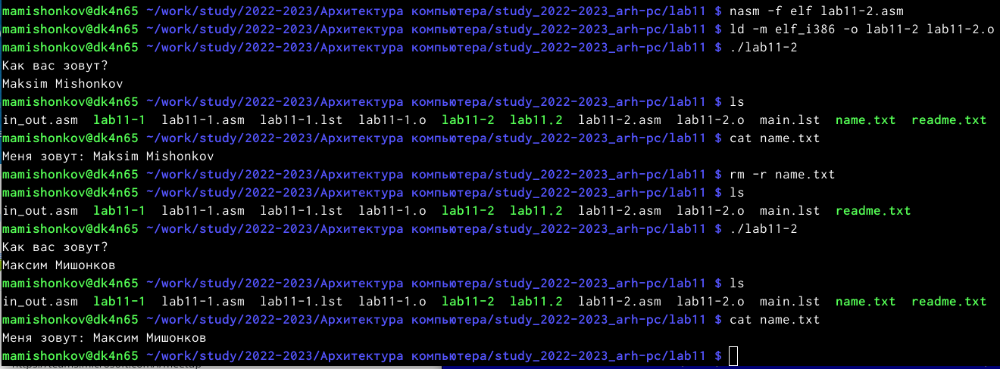 mamishonkov@dk4n65 ~/work/study/2022-2023/Архитектура компьютера/study_2022-2023_arh-pc/lab11 $ nasm -f elf lab11-2.asm
mamishonkov@dk4n65 ~/work/study/2022-2023/Архитектура компьютера/study_2022-2023_arh-pc/lab11 $ ld -m elf_i386 -o lab11-2 lab11-2.o
mamishonkov@dk4n65 ~/work/study/2022-2023/Архитектура компьютера/study_2022-2023_arh-pc/lab11 $ ./lab11-2
Как вас зовут?
Maksim Mishonkov
mamishonkov@dk4n65 ~/work/study/2022-2023/Архитектура компьютера/study_2022-2023_arh-pc/lab11 $ ls
in_out.asm lab11-1 lab11-1.asm lab11-1.lst lab11-1.o lab11-2 lab11.2 lab11-2.asm lab11-2.o main.lst name.txt readme.txt
mamishonkov@dk4n65 ~/work/study/2022-2023/Архитектура компьютера/study_2022-2023_arh-pc/lab11 $ cat name.txt
Меня зовут: Maksim Mishonkov
mamishonkov@dk4n65 ~/work/study/2022-2023/Архитектура компьютера/study_2022-2023_arh-pc/lab11 $ rm -r name.txt
mamishonkov@dk4n65 ~/work/study/2022-2023/Архитектура компьютера/study_2022-2023_arh-pc/lab11 $ ls
in_out.asm lab11-1 lab11-1.asm lab11-1.lst lab11-1.o lab11-2 lab11.2 lab11-2.asm lab11-2.o main.lst readme.txt
mamishonkov@dk4n65 ~/work/study/2022-2023/Архитектура компьютера/study_2022-2023_arh-pc/lab11 $ ./lab11-2
Как вас зовут?
Максим Мишонков
mamishonkov@dk4n65 ~/work/study/2022-2023/Архитектура компьютера/study_2022-2023_arh-pc/lab11 $ ls
in_out.asm lab11-1 lab11-1.asm lab11-1.lst lab11-1.o lab11-2 lab11.2 lab11-2.asm lab11-2.o main.lst name.txt readme.txt
mamishonkov@dk4n65 ~/work/study/2022-2023/Архитектура компьютера/study_2022-2023_arh-pc/lab11 $ cat name.txt
Меня зовут: Максим Мишонков
mamishonkov@dk4n65 ~/work/study/2022-2023/Архитектура компьютера/study_2022-2023_arh-pc/lab11 $